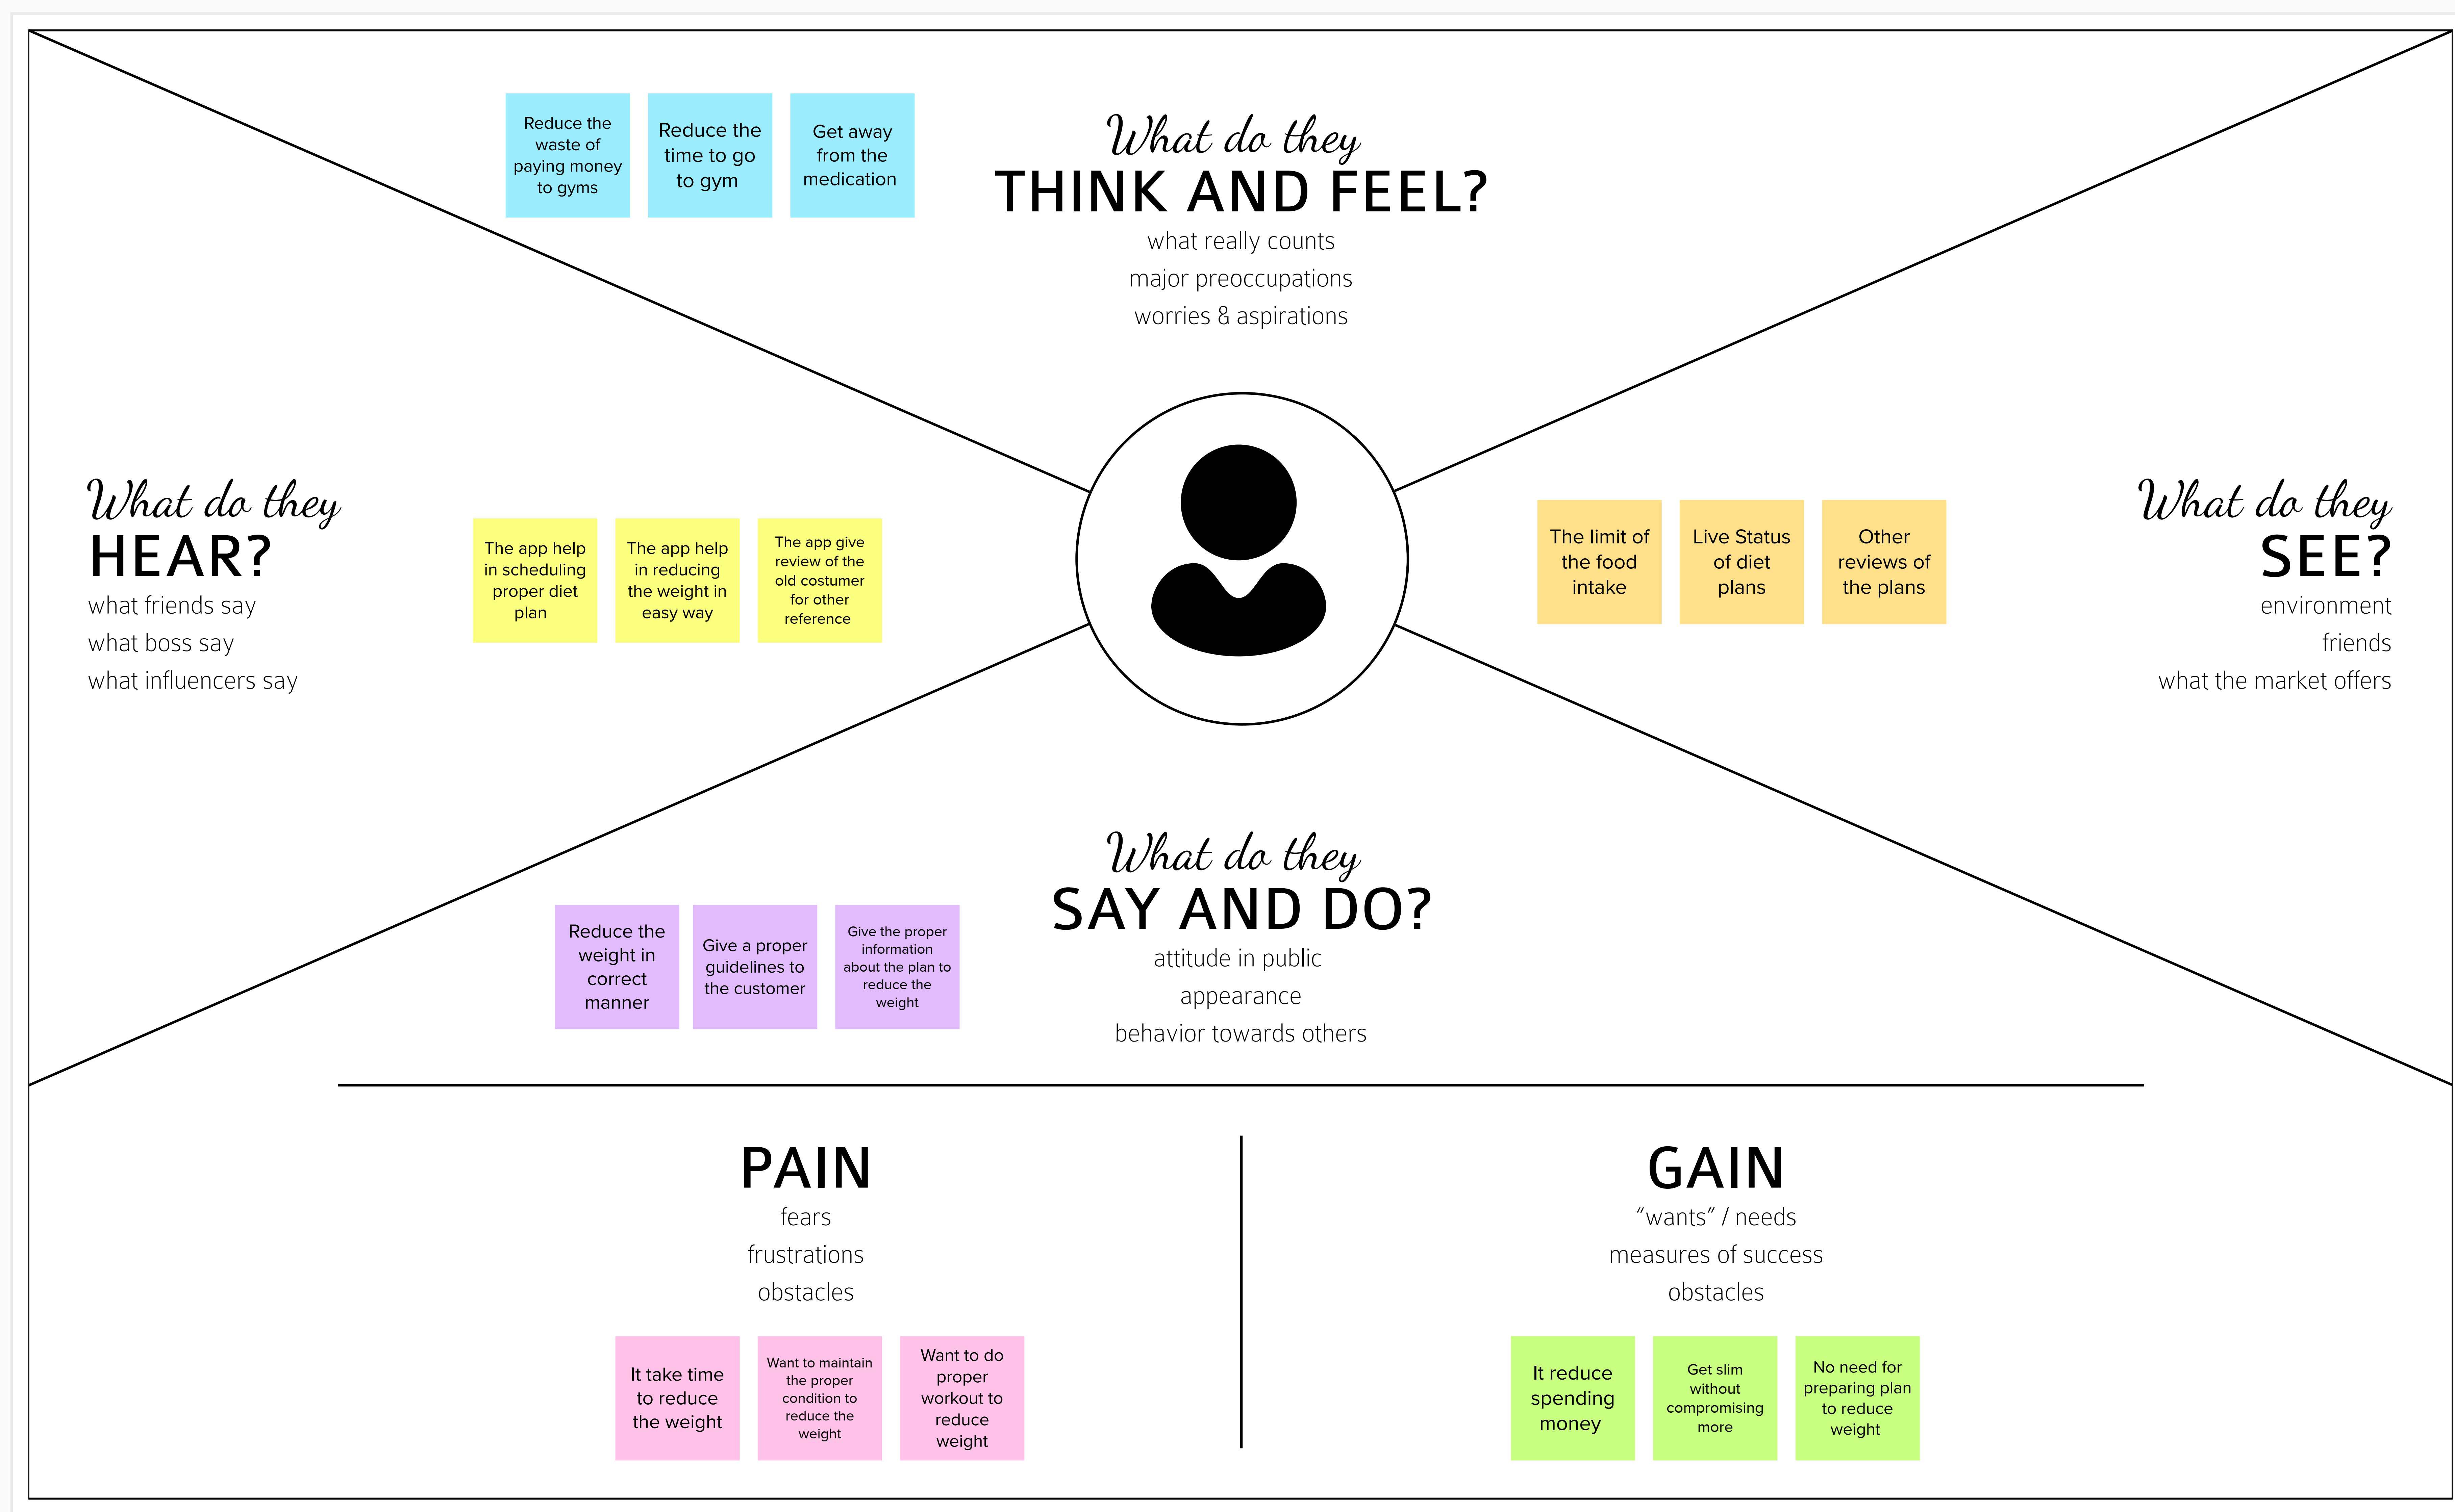 Reduce the
waste of
paying money
to gyms
Reduce the
time to go
to gym
Get away
from the
medication
What do they
THINK AND FEEL?
what really counts
major preoccupations
worries & aspirations
What do they
HEAR?
what friends say
what boss say
what influencers say
The app help
in scheduling
proper diet
plan
The app help
in reducing
the weight in
easy way
The app give
review of the
old costumer
for other
reference
The limit of
the food
intake
Live Status
of diet
plans
Other
reviews of
the plans
What do they
SEE?
environment
friends
what the market offers
What do they
SAY AND DO?
attitude in public
appearance
behavior towards others
Reduce the
weight in
correct
manner
Give a proper
guidelines to
the customer
Give the proper
information
about the plan to
reduce the
weight
PAIN
fears
frustrations
obstacles
It take time
to reduce
the weight
Want to maintain
the proper
condition to
reduce the
weight
Want to do
proper
workout to
reduce
weight
GAIN
“wants” / needs
measures of success
obstacles
It reduce
spending
money
Get slim
without
compromising
more
No need for
preparing plan
to reduce
weight